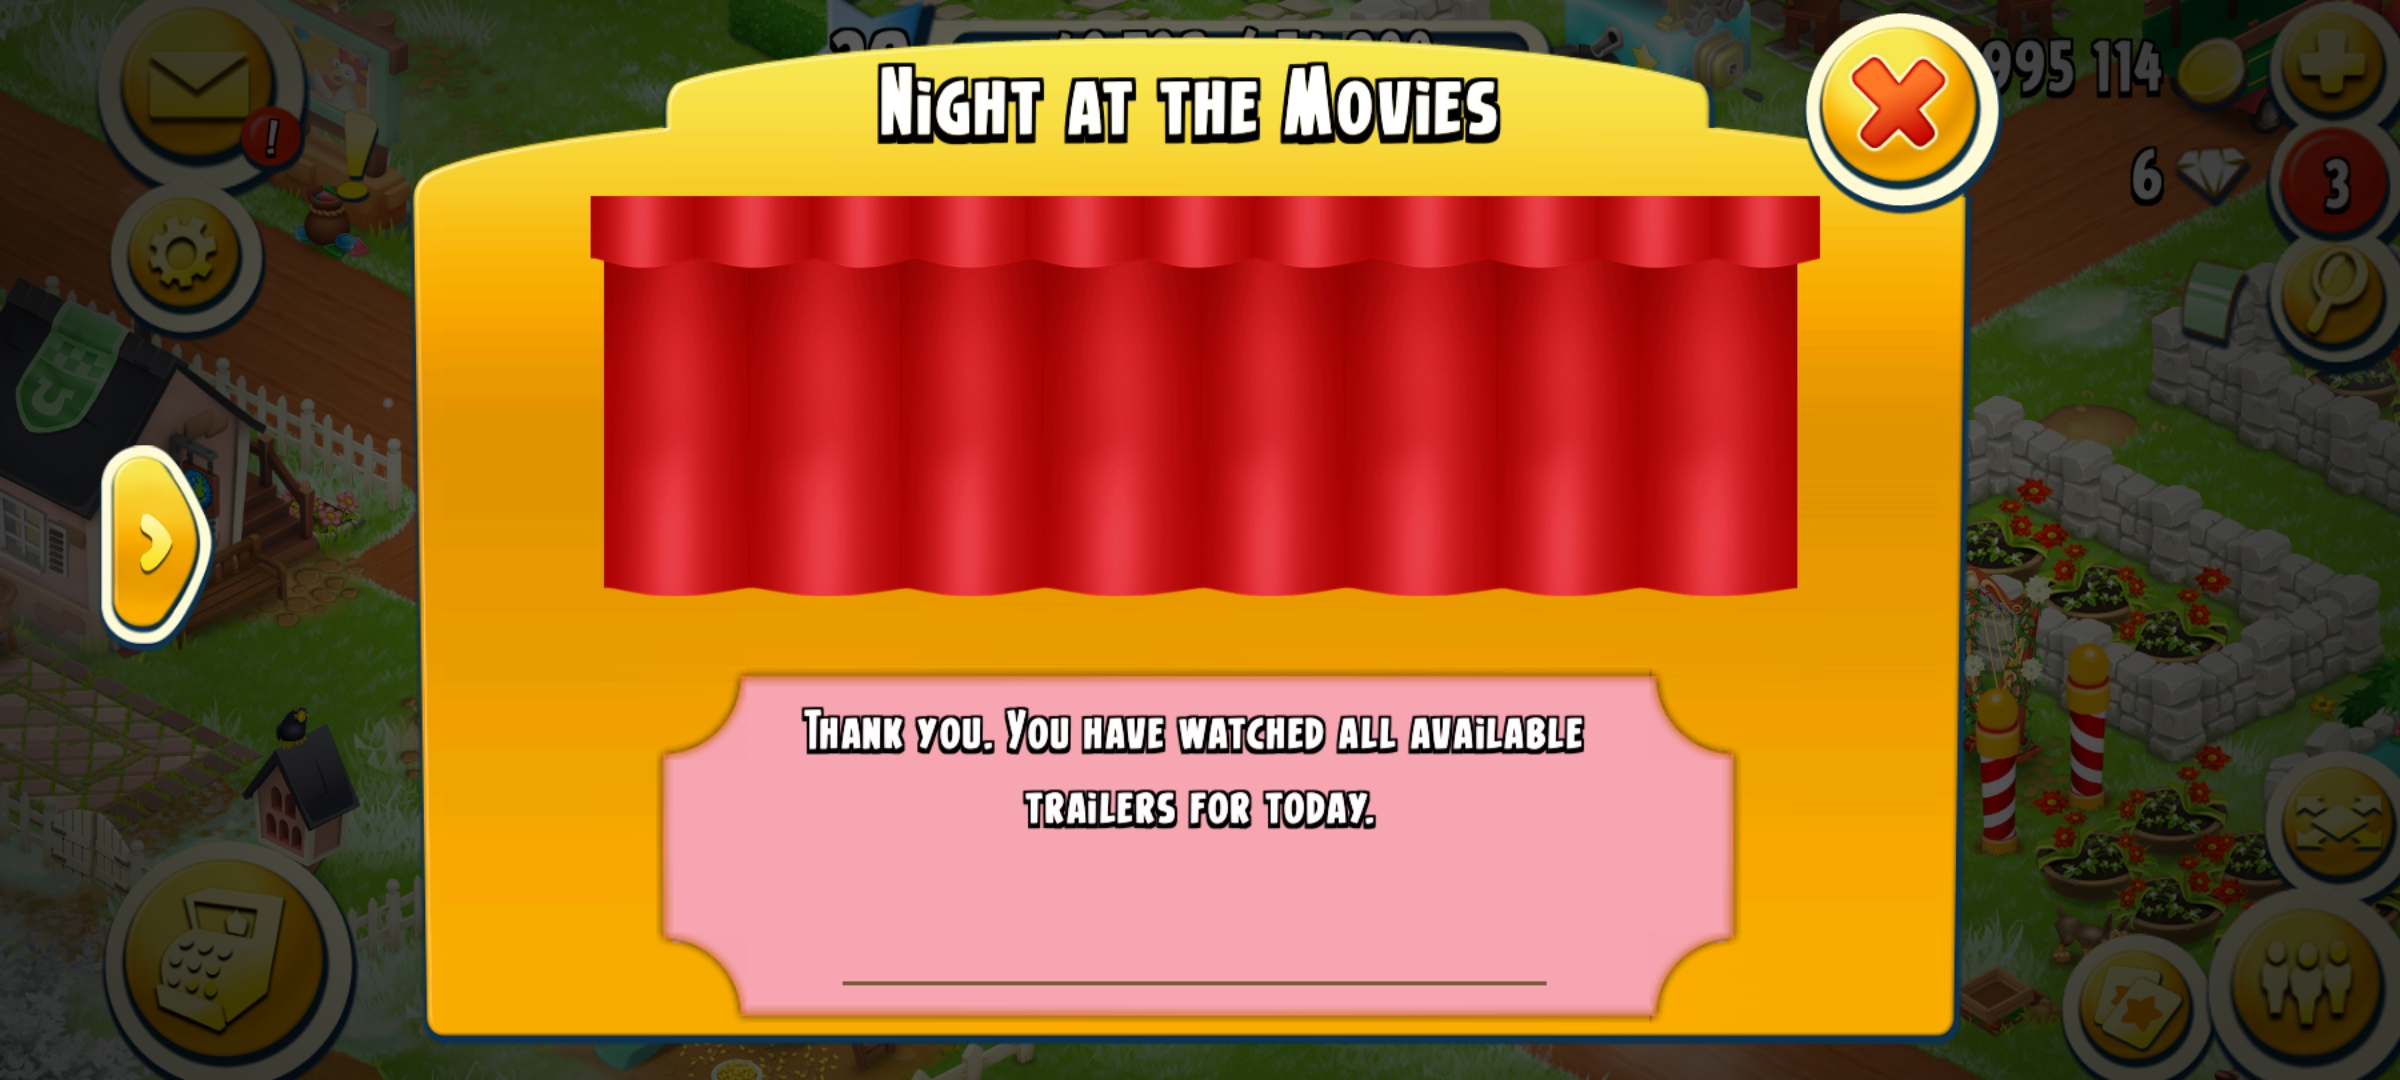 Night at the Movies
995 114
!
6
3
Thank you. You have watched all available
trailers for today.